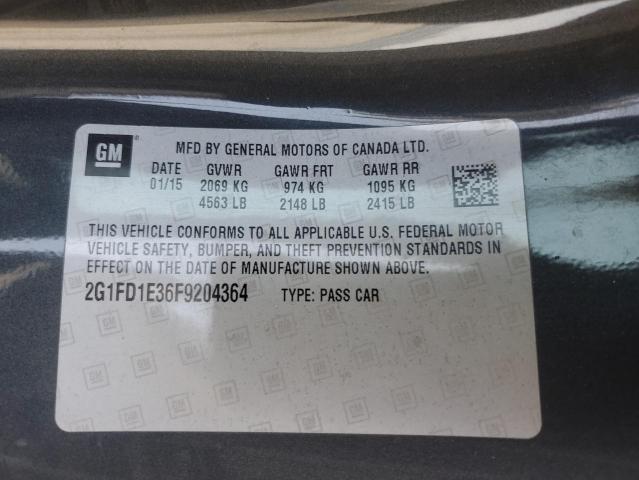 GM
MFD BY GENERAL MOTORS OF CANADA LTD.
DATE GVWR GAWR FRT GAWR RR
01/15 2069 KG 974 KG 1095 KG
4563 LB 2148 LB 2415 LB
THIS VEHICLE CONFORMS TO ALL APPLICABLE U.S. FEDERAL MOTOR
VEHICLE SAFETY, BUMPER, AND THEFT PREVENTION STANDARDS IN
EFFECT ON THE DATE OF MANUFACTURE SHOWN ABOVE.
2G1FD1E36F9204364 TYPE: PASS CAR